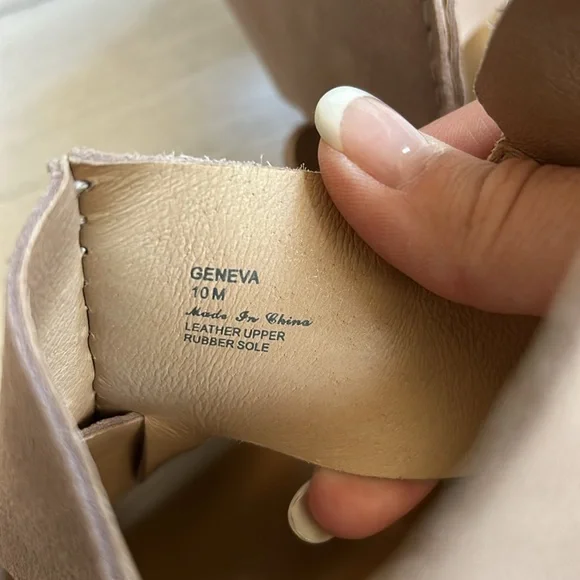 GENEVA
10 M
Made In China
LEATHER UPPER
RUBBER SOLE